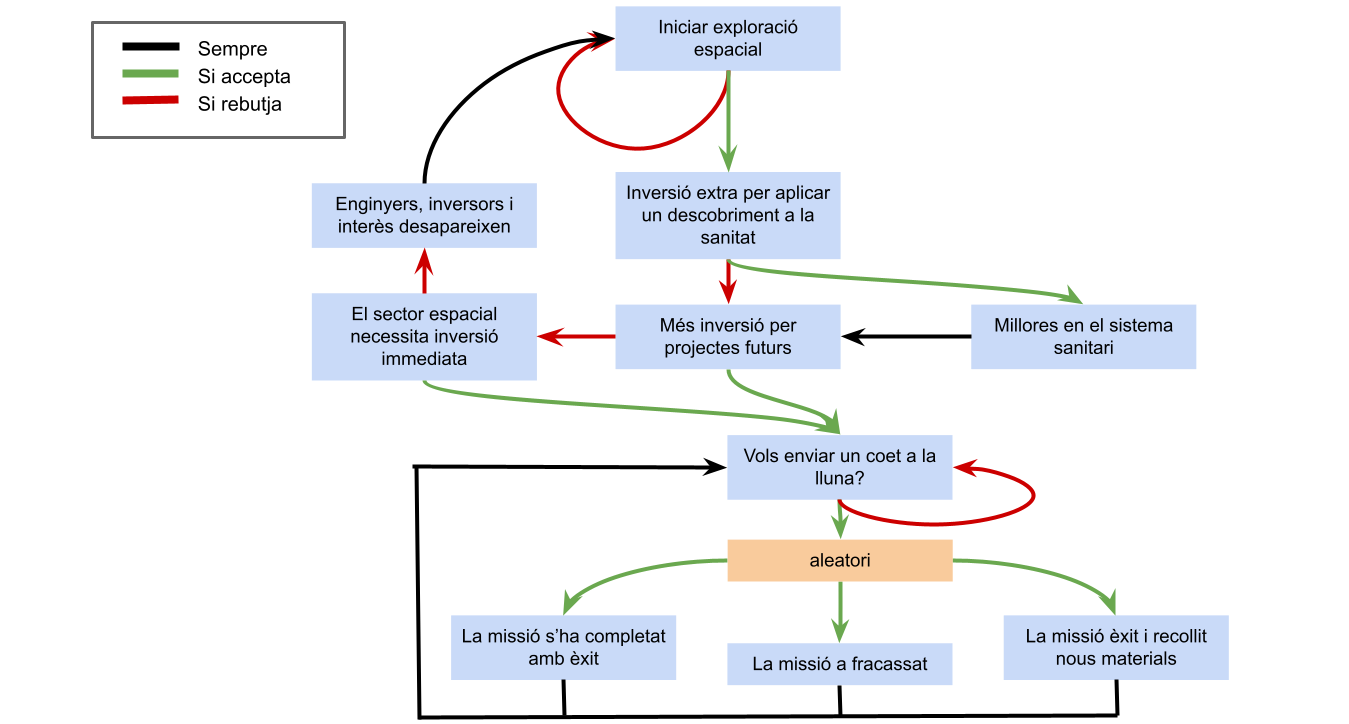 Sempre
Si accepta
Si rebutja
Iniciar exploració
espacial
Enginyers, inversors i
interès desapareixen
Inversió extra per aplicar
un descobriment a la
sanitat
El sector espacial
necessita inversió
immediata
Més inversió per
projectes futurs
Millores en el sistema
sanitari
Vols enviar un coet a la
lluna?
aleatori
La missió s'ha completat
amb èxit
La missió a fracassat
La missió èxit i recollit
nous materials